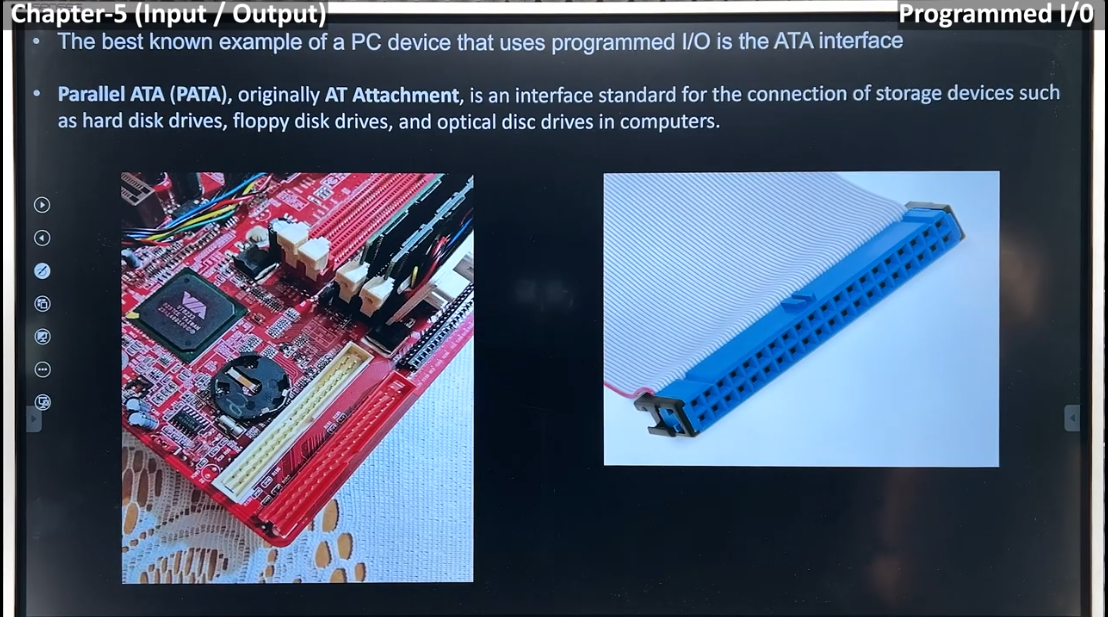 Chapter-5 (Input / Output)
Programmed I/0
• The best known example of a PC device that uses programmed I/O is the ATA interface
• Parallel ATA (PATA), originally AT Attachment, is an interface standard for the connection of storage devices such
as hard disk drives, floppy disk drives, and optical disc drives in computers.
VIA